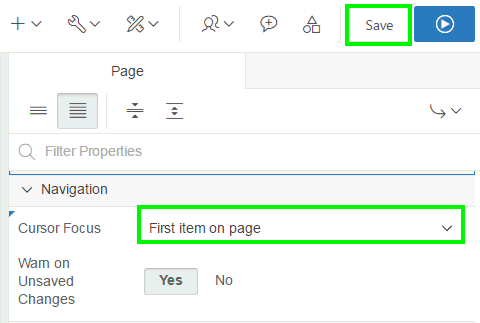 Save
Page
Filter Properties
Navigation
Cursor Focus First item on page
Warn on
Unsaved
Changes
Yes No